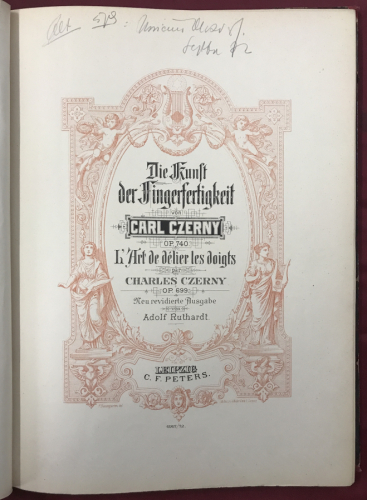 Die Kunst
der Fingerfertigkeit
von
CARL CZERNY
OP. 740.
L'Art de délier les doigts
par
CHARLES CZERNY
OP. 699.
Neu revidierte Ausgabe
von
Adolf Ruthardt.
LEIPZIG
C. F. PETERS.